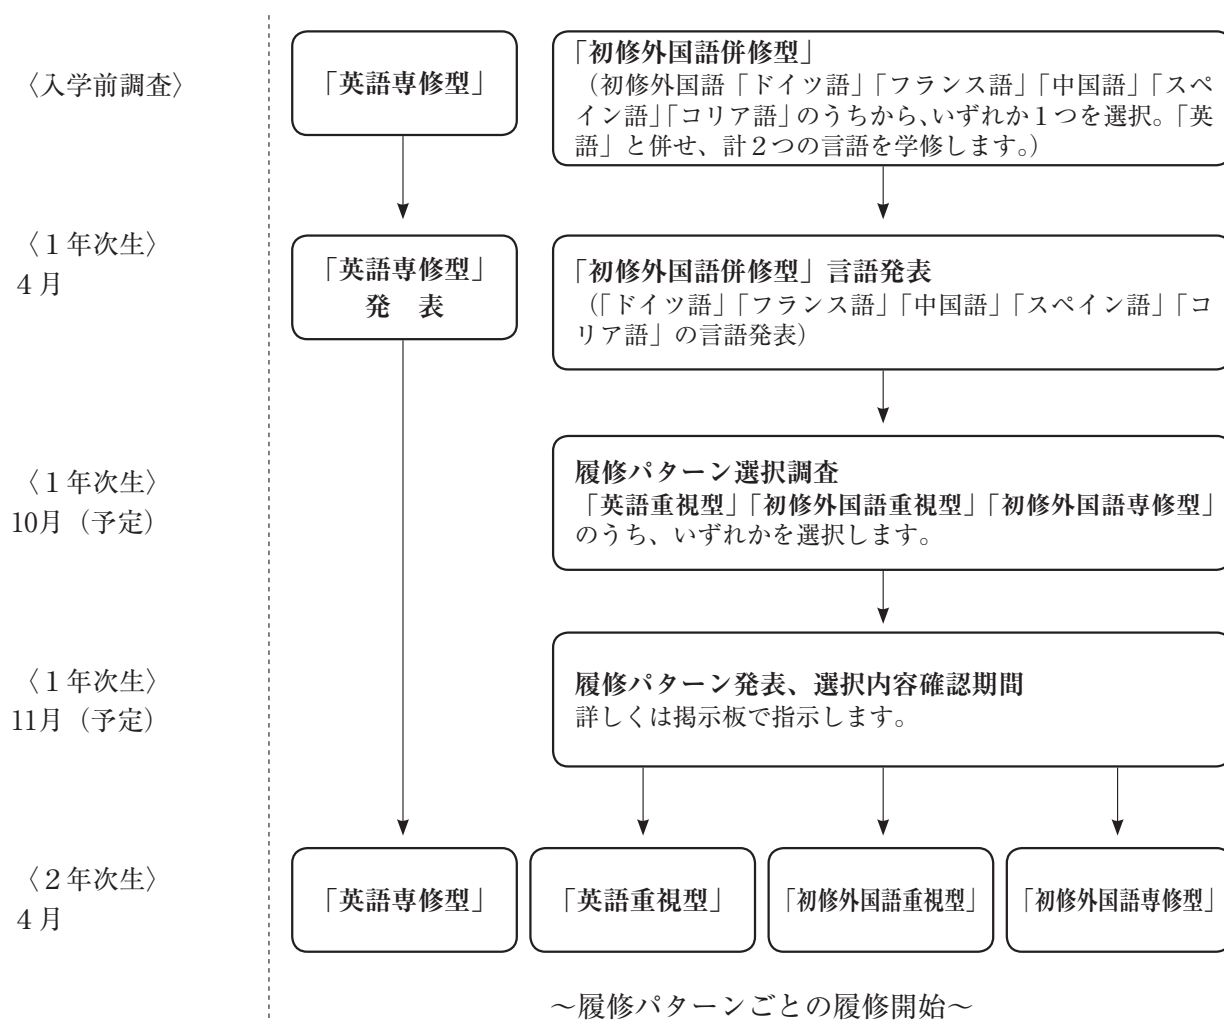 〈入学前調査〉
「英語専修型」
「初修外国語併修型」
（初修外国語「ドイツ語」「フランス語」「中国語」「スペ
イン語」「コリア語」のうちから、いずれか１つを選択。「英
語」と併せ、計２つの言語を学修します。）
〈１年次生〉
４月
「英語専修型」
発　表
「初修外国語併修型」言語発表
（「ドイツ語」「フランス語」「中国語」「スペイン語」「コ
リア語」の言語発表）
〈１年次生〉
10月（予定）
履修パターン選択調査
「英語重視型」「初修外国語重視型」「初修外国語専修型」
のうち、いずれかを選択します。
〈１年次生〉
11月（予定）
履修パターン発表、選択内容確認期間
詳しくは掲示板で指示します。
〈２年次生〉
４月
「英語専修型」
「英語重視型」
「初修外国語重視型」
「初修外国語専修型」
～履修パターンごとの履修開始～